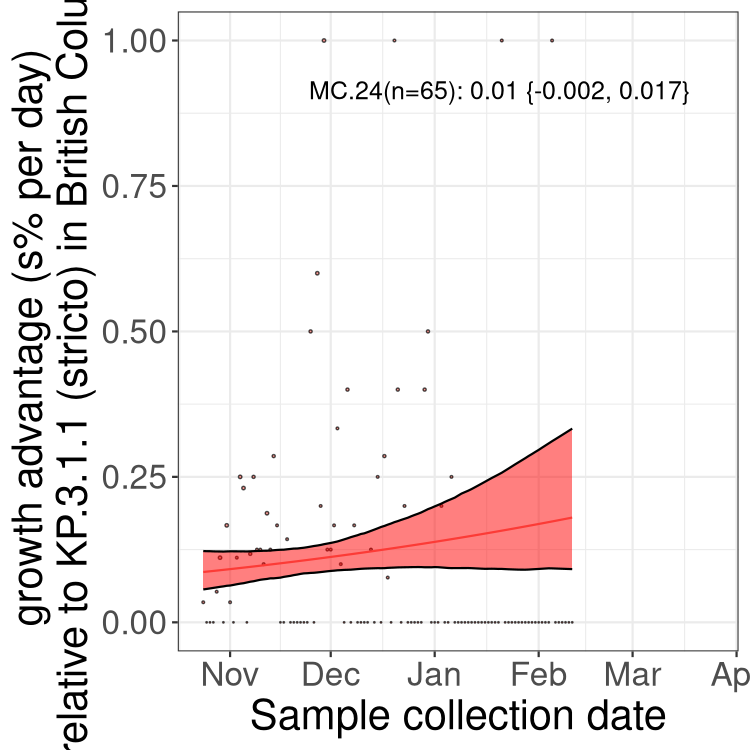 growth advantage (s% per day)
relative to KP.3.1.1 (stricto) in British Colu
1.00
0.75
0.50
0.25
0.00
MC.24(n=65): 0.01 {-0.002, 0.017}
Nov Dec Jan Feb Mar Ap
Sample collection date